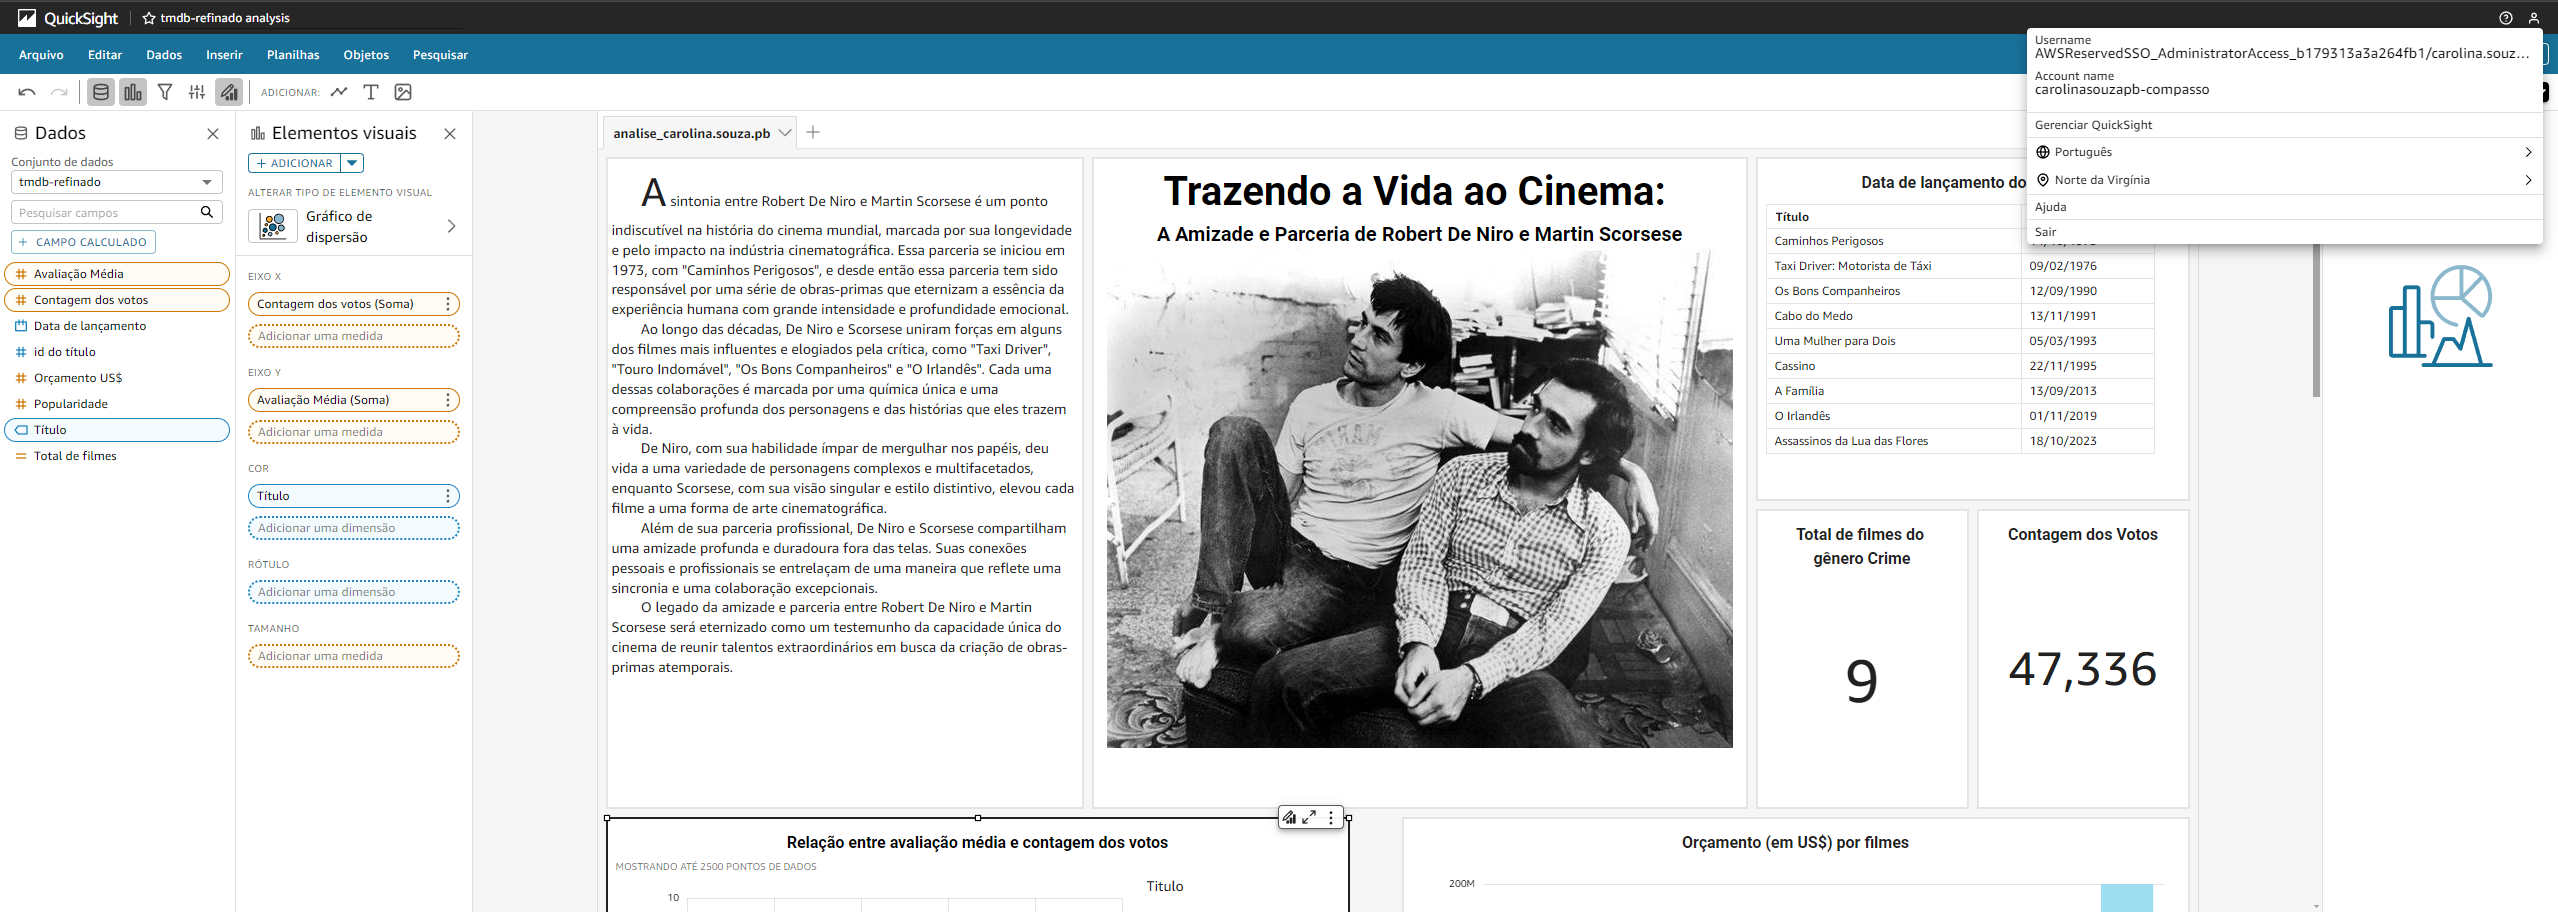 QuickSight
tmdb-refinado analysis
Arquivo
Editar
Dados
Inserir
Planilhas
Objetos
Pesquisar
ADICIONAR:
Username
AWSReservedSSO_AdministratorAccess_b179313a3a264fb1/carolina.souz...
Account name
carolinasouzapb-compasso
Gerenciar QuickSight
Português
Norte da Virgínia
Ajuda
Sair
Dados
Conjunto de dados
tmdb-refinado
Pesquisar campos
CAMPO CALCULADO
Avaliação Média
Contagem dos votos
Data de lançamento
id do título
Orçamento US$
Popularidade
Título
Total de filmes
Elementos visuais
ADICIONAR
ALTERAR TIPO DE ELEMENTO VISUAL
Gráfico de
dispersão
EIXO X
Contagem dos votos (Soma)
Adicionar uma medida
EIXO Y
Avaliação Média (Soma)
Adicionar uma medida
COR
Título
Adicionar uma dimensão
RÓTULO
Adicionar uma dimensão
TAMANHO
Adicionar uma medida
analise_carolina.souza.pb
A sintonia entre Robert De Niro e Martin Scorsese é um ponto
indiscutível na história do cinema mundial, marcada por sua longevidade
e pelo impacto na indústria cinematográfica. Essa parceria se iniciou em
1973, com "Caminhos Perigosos", e desde então essa parceria tem sido
responsável por uma série de obras-primas que eternizam a essência da
experiência humana com grande intensidade e profundidade emocional.
Ao longo das décadas, De Niro e Scorsese uniram forças em alguns
dos filmes mais influentes e elogiados pela crítica, como "Taxi Driver",
"Touro Indomável", "Os Bons Companheiros" e "O Irlandês". Cada uma
dessas colaborações é marcada por uma química única e uma
compreensão profunda dos personagens e das histórias que eles trazem
à vida.
De Niro, com sua habilidade ímpar de mergulhar nos papéis, deu
vida a uma variedade de personagens complexos e multifacetados,
enquanto Scorsese, com sua visão singular e estilo distintivo, elevou cada
filme a uma forma de arte cinematográfica.
Além de sua parceria profissional, De Niro e Scorsese compartilham
uma amizade profunda e duradoura fora das telas. Suas conexões
pessoais e profissionais se entrelaçam de uma maneira que reflete uma
sincronia e uma colaboração excepcionais.
O legado da amizade e parceria entre Robert De Niro e Martin
Scorsese será eternizado como um testemunho da capacidade única do
cinema de reunir talentos extraordinários em busca da criação de obras-
primas atemporais.
Trazendo a Vida ao Cinema:
A Amizade e Parceria de Robert De Niro e Martin Scorsese
Data de lançamento do
Título
Caminhos Perigosos
Taxi Driver: Motorista de Táxi 09/02/1976
Os Bons Companheiros 12/09/1990
Cabo do Medo 13/11/1991
Uma Mulher para Dois 05/03/1993
Cassino 22/11/1995
A Família 13/09/2013
O Irlandês 01/11/2019
Assassinos da Lua das Flores 18/10/2023
Total de filmes do
gênero Crime
9
Contagem dos Votos
47,336
Relação entre avaliação média e contagem dos votos
MOSTRANDO ATÉ 2500 PONTOS DE DADOS
10
Titulo
Orçamento (em US$) por filmes
200M